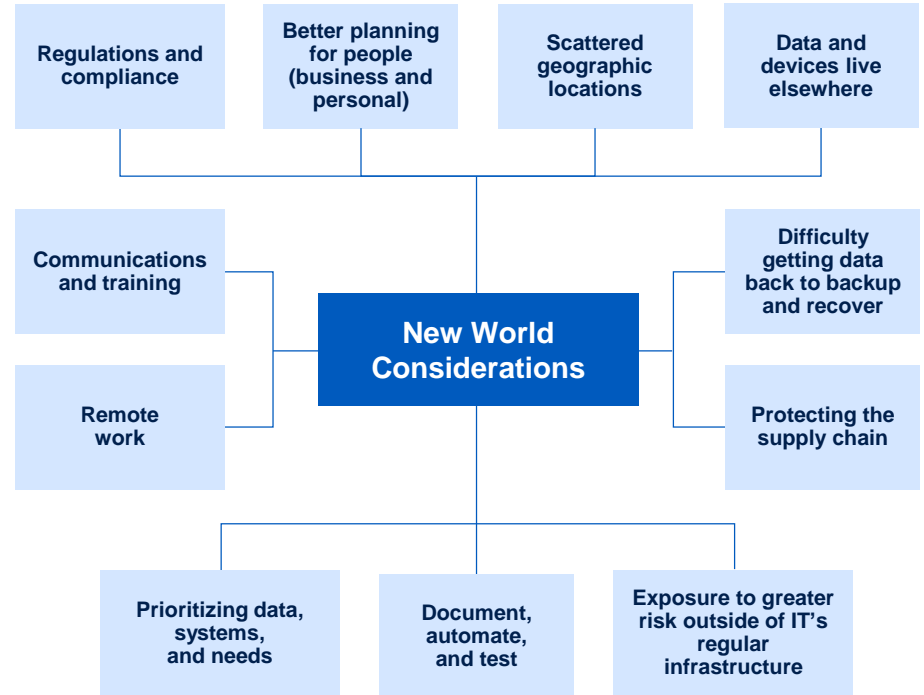 Regulations and
compliance
Better planning
for people
(business and
personal)
Scattered
geographic
locations
Data and
devices live
elsewhere
Communications
and training
Difficulty
getting data
back to backup
and recover
New World
Considerations
Remote
work
Protecting the
supply chain
Prioritizing data,
systems,
and needs
Document,
automate,
and test
Exposure to greater
risk outside of IT’s
regular
infrastructure